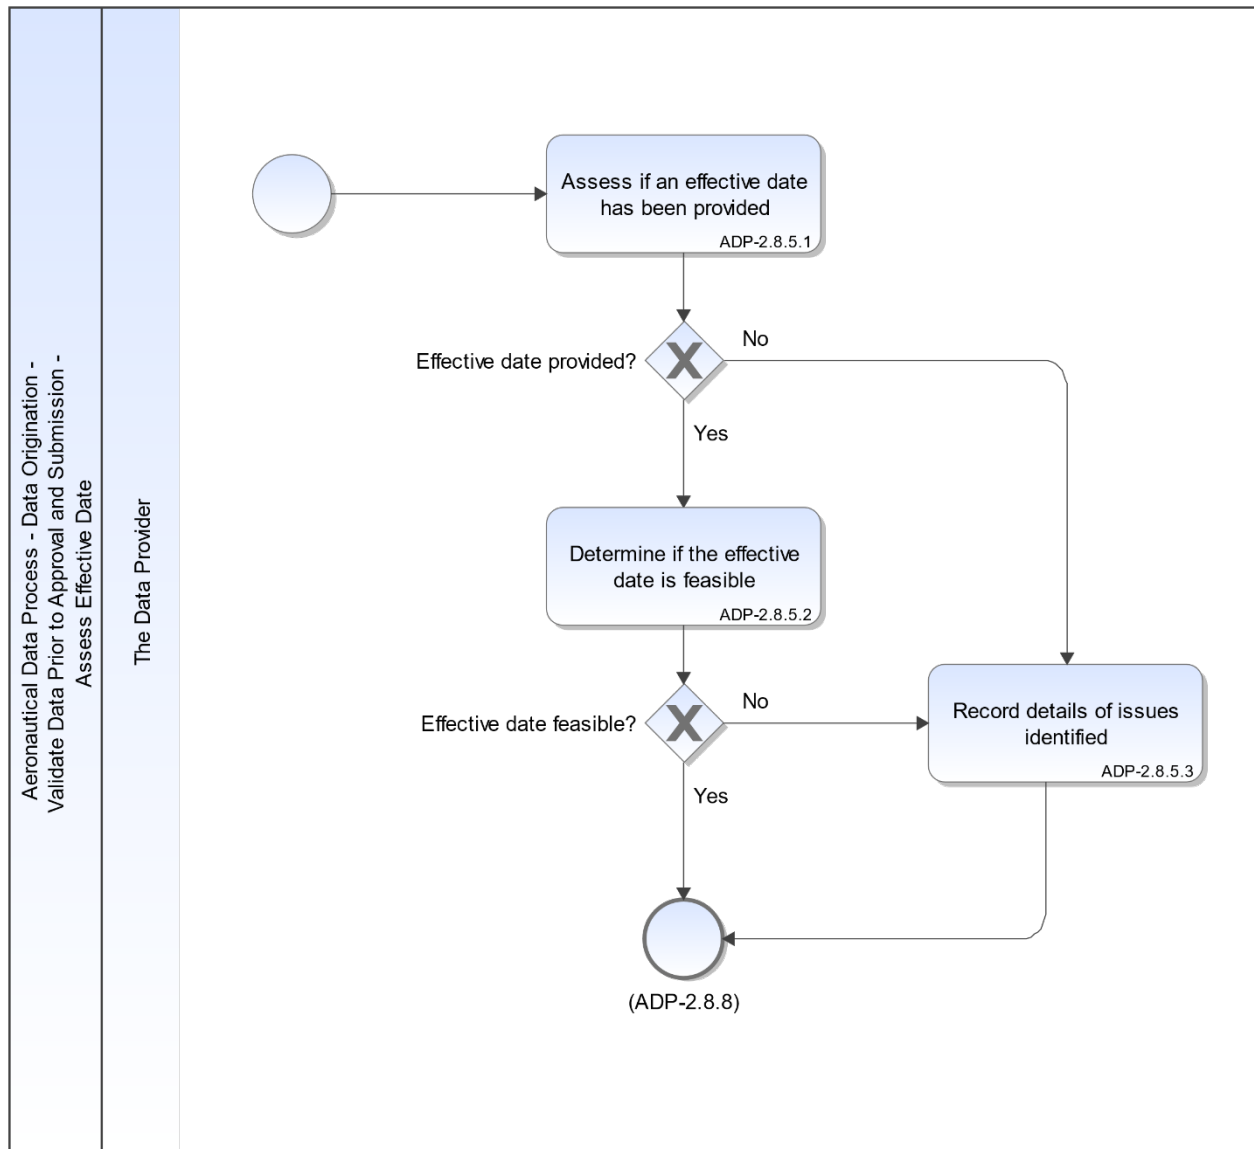 Aeronautical Data Process - Data Origination -
Validate Data Prior to Approval and Submission -
Assess Effective Date
The Data Provider
Assess if an effective date
has been provided
ADP-2.8.5.1
Effective date provided?
No
Yes
Determine if the effective
date is feasible
ADP-2.8.5.2
Effective date feasible?
No
Record details of issues
identified
ADP-2.8.5.3
Yes
(ADP-2.8.8)